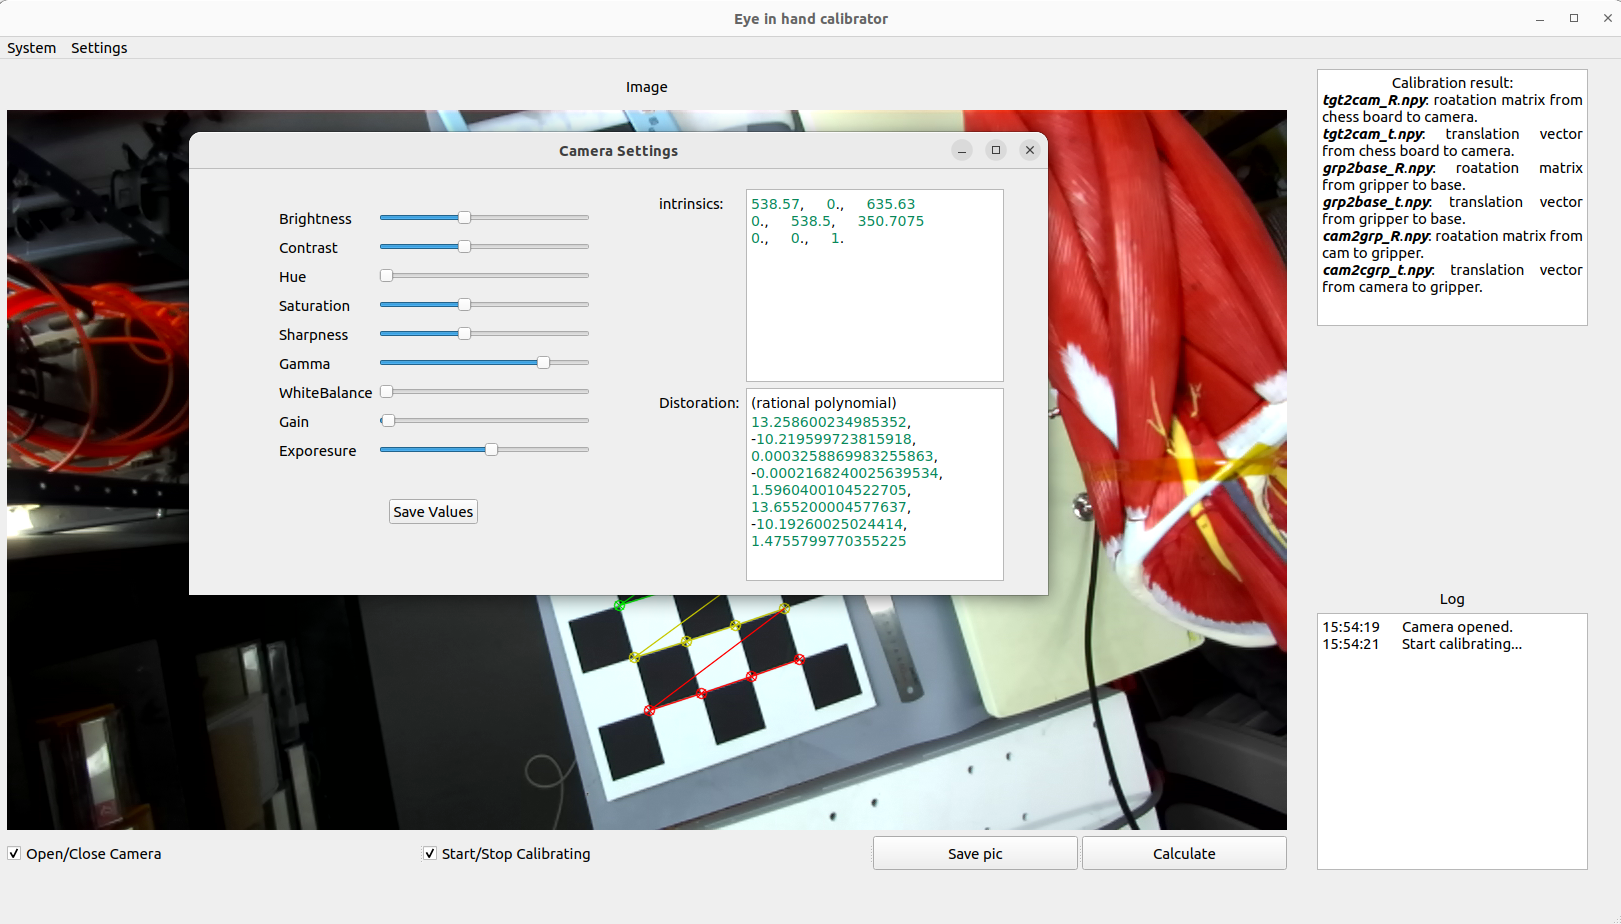 Eye in hand calibrator
System Settings
Image
Camera Settings
Brightness
Contrast
Hue
Saturation
Sharpness
Gamma
WhiteBalance
Gain
Exporesure
Save Values
intrinsics:
538.57, 0., 635.63
0., 538.5, 350.7075
0., 0., 1.
Distoration:
(rational polynomial)
13.258600234985352,
-10.219599723815918,
0.0003258869983255863,
-0.0002168240025639534,
1.5960400104522705,
13.655200004577637,
-10.19260025024414,
1.4755799770355225
Calibration result:
tgt2cam_R.npy: roatation matrix from
chess board to camera.
tgt2cam_t.npy: translation vector
from chess board to camera.
grp2base_R.npy: roatation matrix
from gripper to base.
grp2base_t.npy: translation vector
from gripper to base.
cam2grp_R.npy: roatation matrix from
cam to gripper.
cam2cgrp_t.npy: translation vector
from camera to gripper.
Log
15:54:19 Camera opened.
15:54:21 Start calibrating...
Open/Close Camera
Start/Stop Calibrating
Save pic
Calculate